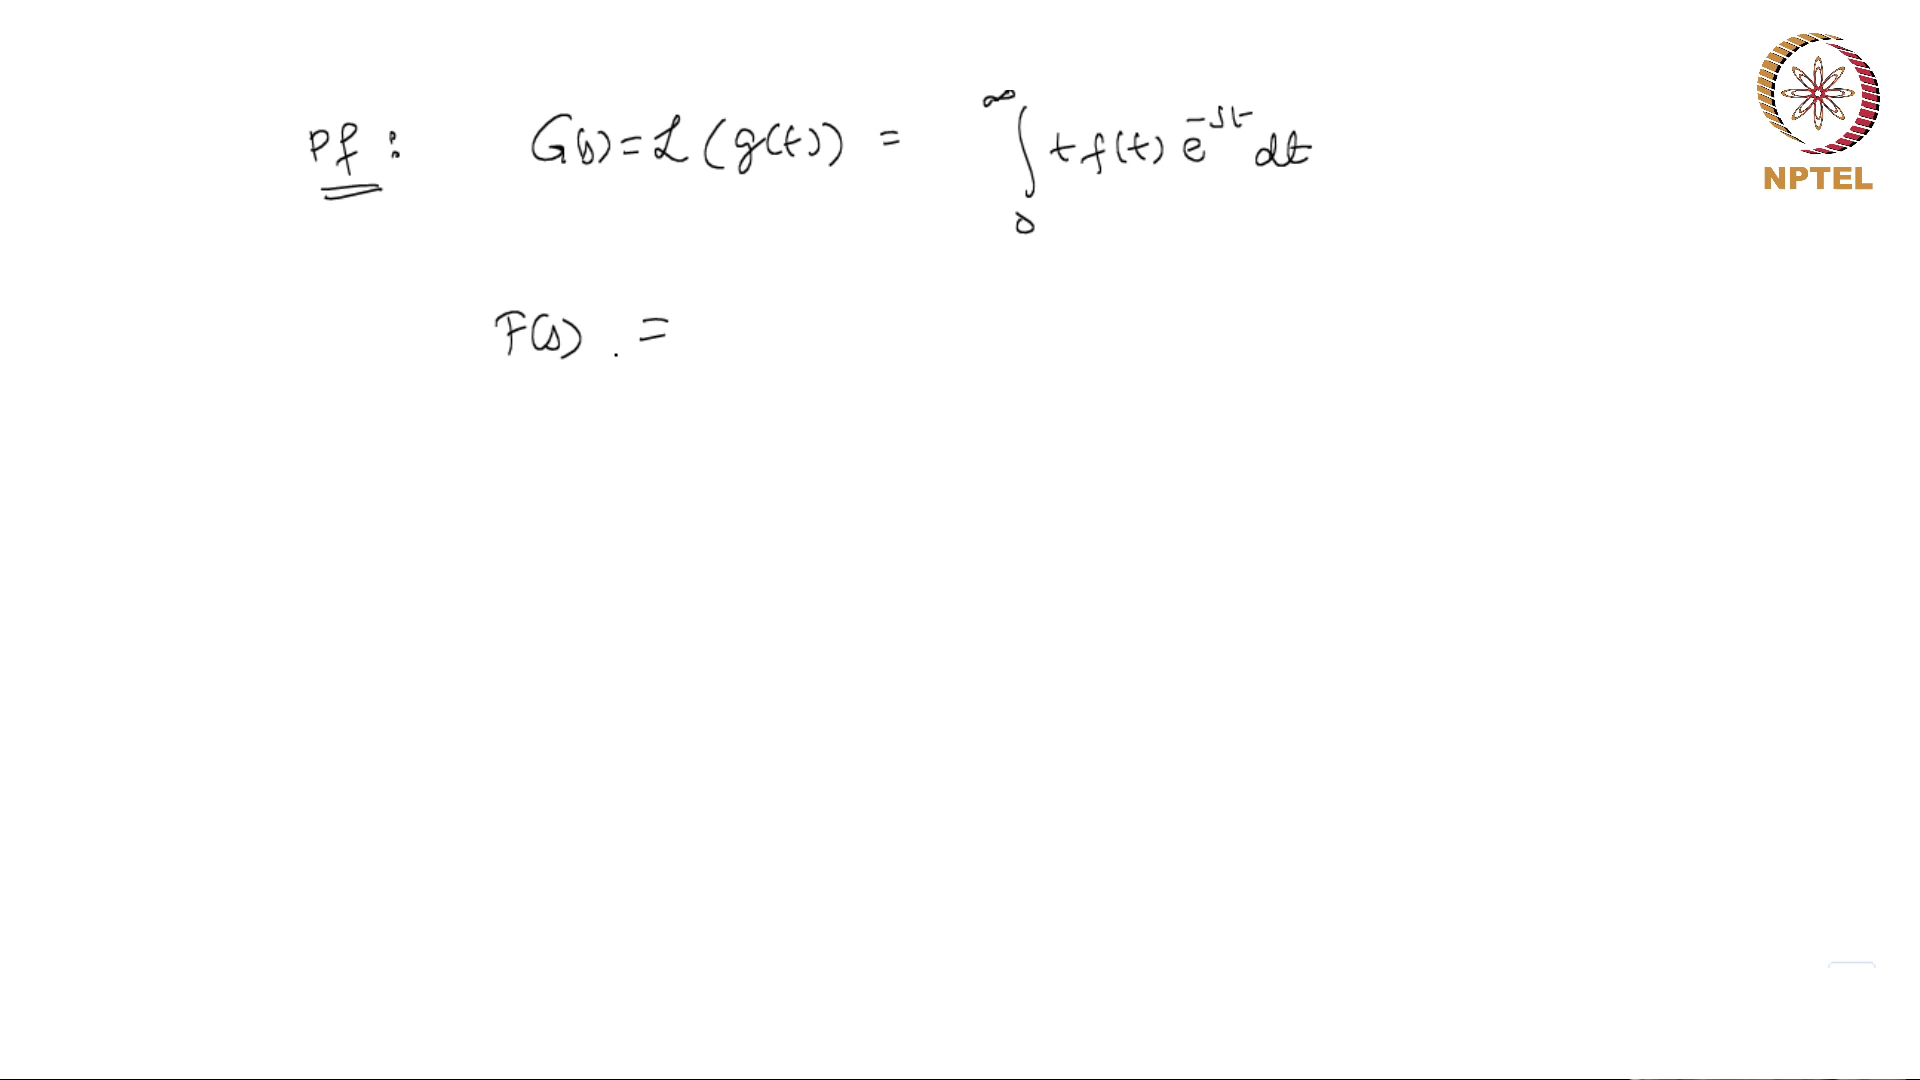 Pf : G(s) = ℒ(g(t)) = ∫₀^∞ t f(t) e^{-st} dt
NPTEL
F(s) . =